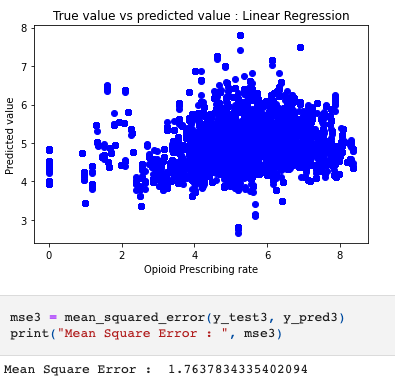 True value vs predicted value : Linear Regression
8
7
6
5
4
3
Predicted value
0 2 4 6 8
Opioid Prescribing rate
mse3 = mean_squared_error(y_test3, y_pred3)
print("Mean Square Error : ", mse3)
Mean Square Error :  1.7637834335402094